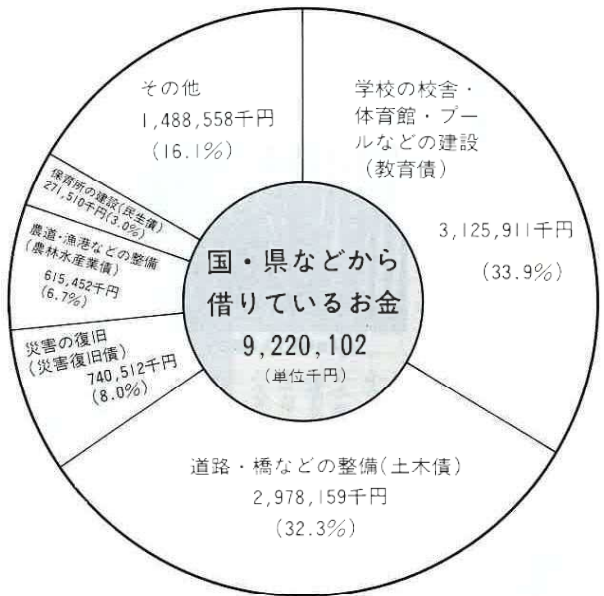 国・県などから
借りているお金
9,220,102
(単位千円)
学校の校舎・
体育館・プー
ルなどの建設
(教育債)
3,125,911千円
(33.9%)
道路・橋などの整備(土木債)
2,978,159千円
(32.3%)
災害の復旧
(災害復旧債)
740,512千円
(8.0%)
農道・漁港などの整備
(農林水産業債)
615,452千円
(6.7%)
保育所の建設(民生債)
271,510千円(3.0%)
その他
1,488,558千円
(16.1%)